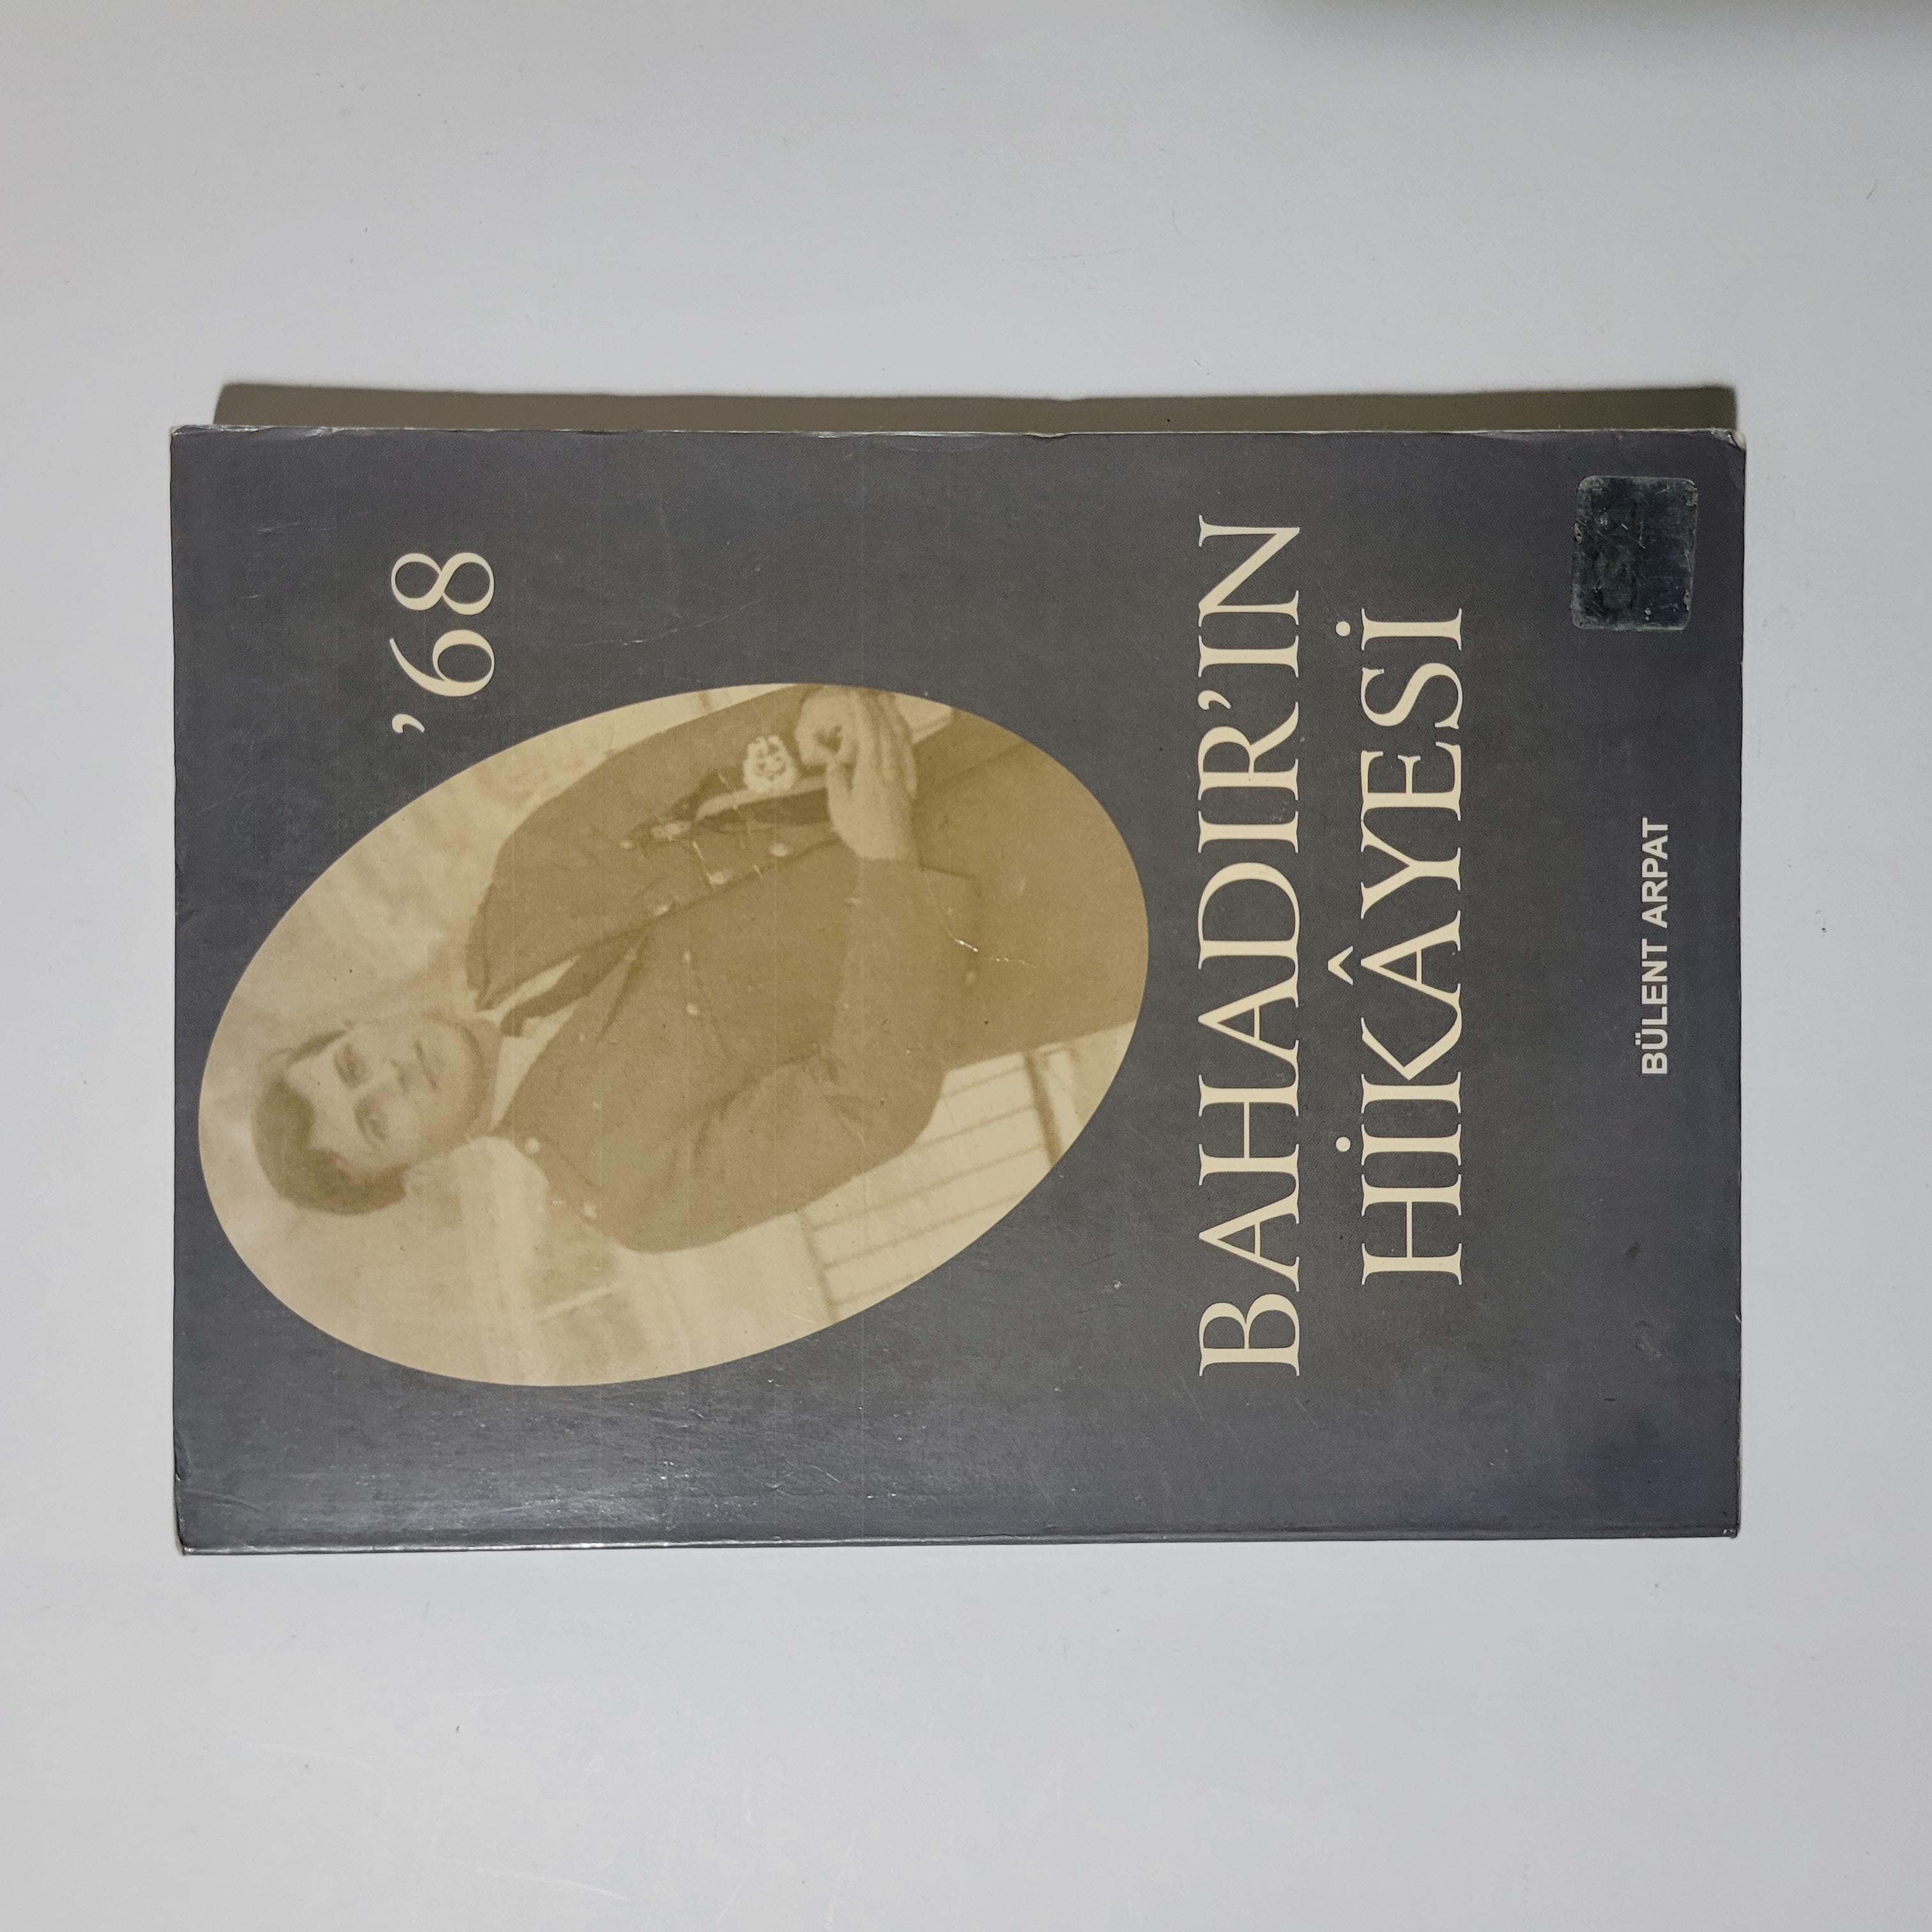 ’68
BAHADIR’IN
HİKÂYESİ
BÜLENT ARPAT